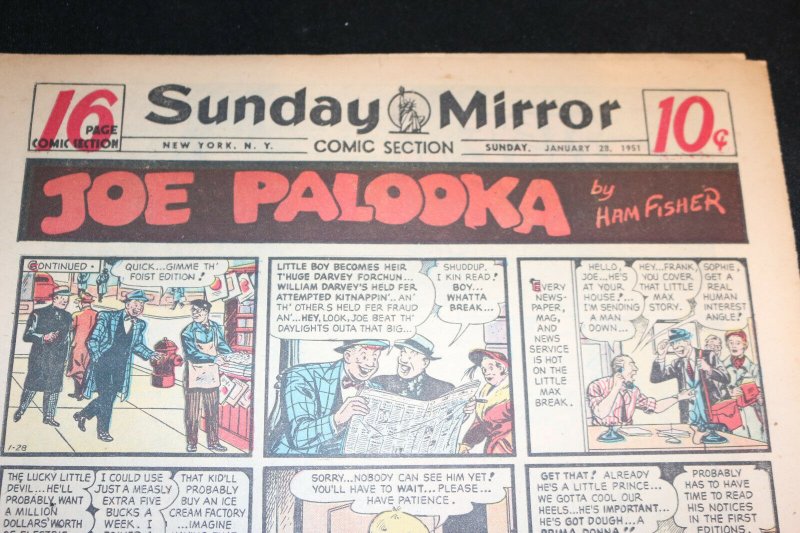 16
PAGE
COMIC SECTION
Sunday Mirror
NEW YORK, N. Y.
COMIC SECTION
SUNDAY, JANUARY 28, 1951
10¢
JOE PALOOKA
by
HAM FISHER
CONTINUED -
QUICK...GIMME TH'
FOIST EDITION!
1-28
LITTLE BOY BECOMES HEIR
T'HUGE DARVEY FORCHUN...
WILLIAM DARVEY'S HELD FER
ATTEMPTED KITNAPPIN'...AN'
TH' OTHER S HELD FER FRAUD
AN'...HEY, LOOK, JOE BEAT TH'
DAYLIGHTS OUTA THAT BIG...
SHUDDUP.
I KIN READ!
BOY...
WHATTA
BREAK...
EVERY
NEWS-
PAPER,
MAG,
AND
NEWS
SERVICE
IS HOT
ON THE
LITTLE
MAX
BREAK.
HELLO,
JOE...HE'S
AT YOUR
HOUSE!...
I'M SENDING
A MAN
DOWN...
HEY...FRANK,
YOU COVER
THAT LITTLE
MAX
STORY.
SOPHIE,
GET A
REAL
HUMAN
INTEREST
ANGLE!
THE LUCKY LITTLE
DEVIL...HE'LL
PROBABLY WANT
A MILLION
DOLLARS' WORTH
OF ELECTRIC
I COULD USE
JUST A MEASLY
EXTRA FIVE
BUCKS A
WEEK. I
THAT KID'LL
PROBABLY
BUY AN ICE
CREAM FACTORY
...IMAGINE
SORRY...NOBODY CAN SEE HIM YET!
YOU'LL HAVE TO WAIT...PLEASE...
HAVE PATIENCE.
GET THAT! ALREADY
HE'S A LITTLE PRINCE...
WE GOTTA COOL OUR
HEELS...HE'S IMPORTANT...
HE'S GOT DOUGH...A
PRIMA DONNA!!
PROBABLY
HAS TO HAVE
TIME TO READ
HIS NOTICES
IN THE FIRST
EDITIONS.